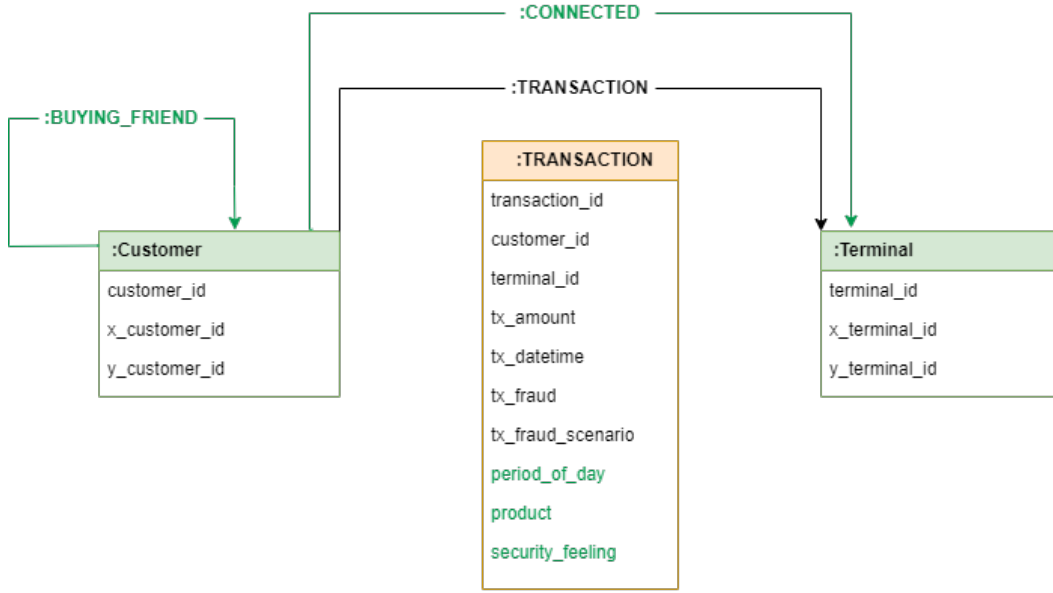 :CONNECTED
:TRANSACTION
:BUYING_FRIEND
:TRANSACTION
transaction_id
customer_id
terminal_id
tx_amount
tx_datetime
tx_fraud
tx_fraud_scenario
period_of_day
product
security_feeling
:Customer
customer_id
x_customer_id
y_customer_id
:Terminal
terminal_id
x_terminal_id
y_terminal_id